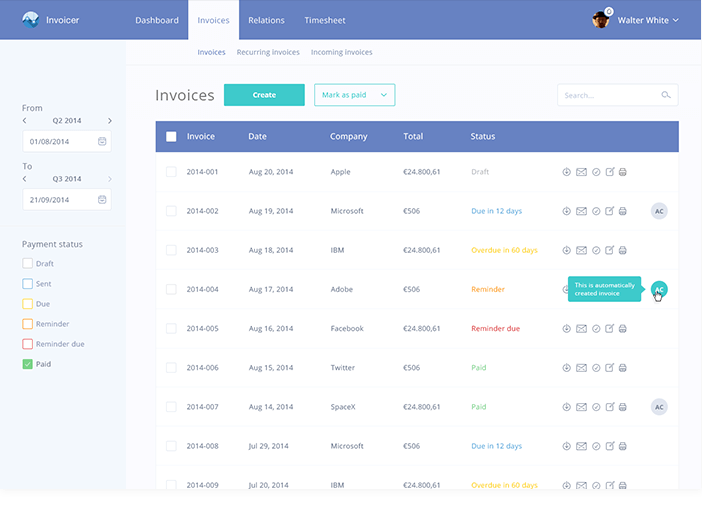 Invoicer
Dashboard Invoices Relations Timesheet
Walter White
Invoices Recurring Invoices Incoming Invoices
From
Q2 2014
01/08/2014
To
Q3 2014
21/09/2014
Payment status
Draft
Sent
Due
Reminder
Reminder due
Paid
Invoices Create Mark as paid Search...
Invoice Date Company Total Status
2014-001 Aug 20, 2014 Apple €24.800,61 Draft
2014-002 Aug 19, 2014 Microsoft €506 Due in 12 days AC
2014-003 Aug 18, 2014 IBM €24.800,61 Overdue in 60 days
2014-004 Aug 17, 2014 Adobe €506 Reminder AC
This is automatically
created invoice
2014-005 Aug 16, 2014 Facebook €24.800,61 Reminder due
2014-006 Aug 15, 2014 Twitter €506 Paid
2014-007 Aug 14, 2014 SpaceX €24.800,61 Paid AC
2014-008 Jul 29, 2014 Microsoft €506 Due in 12 days
2014-009 Jul 20, 2014 IBM €24.800,61 Overdue in 60 days